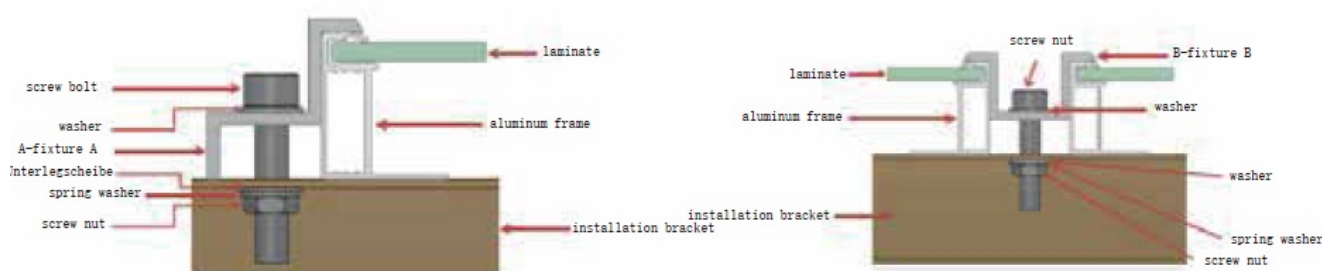 laminate
screw bolt
washer
aluminum frame
A-fixture A
Unterlegscheibe
spring washer
screw nut
installation bracket
screw nut
B-fixture B
laminate
washer
aluminum frame
washer
installation bracket
spring washer
screw nut